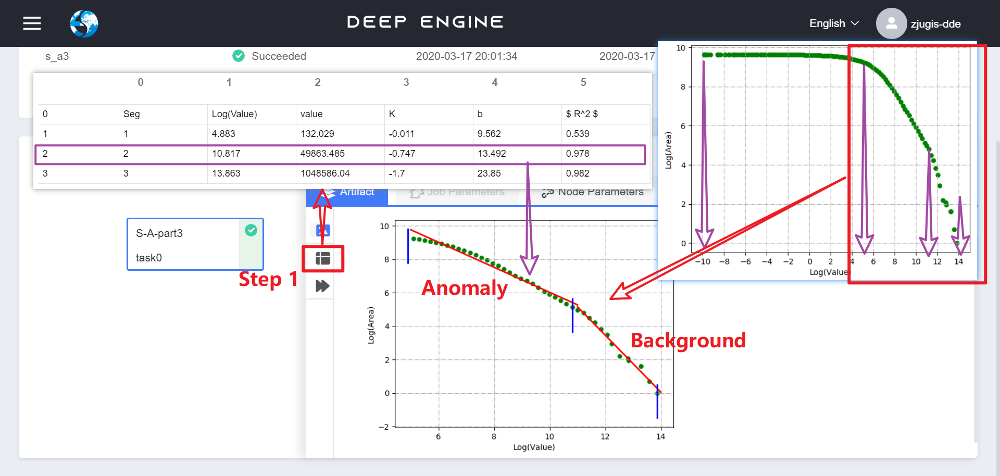 DEEP ENGINE
English
zjugis-dde
s_a3
Succeeded
2020-03-17 20:01:34
2020-03-17
0 1 2 3 4 5
0 Seg Log(Value) value K b $ R^2 $
1 1 4.883 132.029 -0.011 9.562 0.539
2 2 10.817 49863.485 -0.747 13.492 0.978
3 3 13.863 1048586.04 -1.7 23.85 0.982
Artifact
Job Parameters
Node Parameters
S-A-part3
task0
Step 1
10
8
6
4
2
0
−2
Log(Area)
6 8 10 12 14
Log(Value)
Anomaly
Background
10
8
6
4
2
0
Log(Area)
−10 −8 −6 −4 −2 0 2 4 6 8 10 12 14
Log(Value)